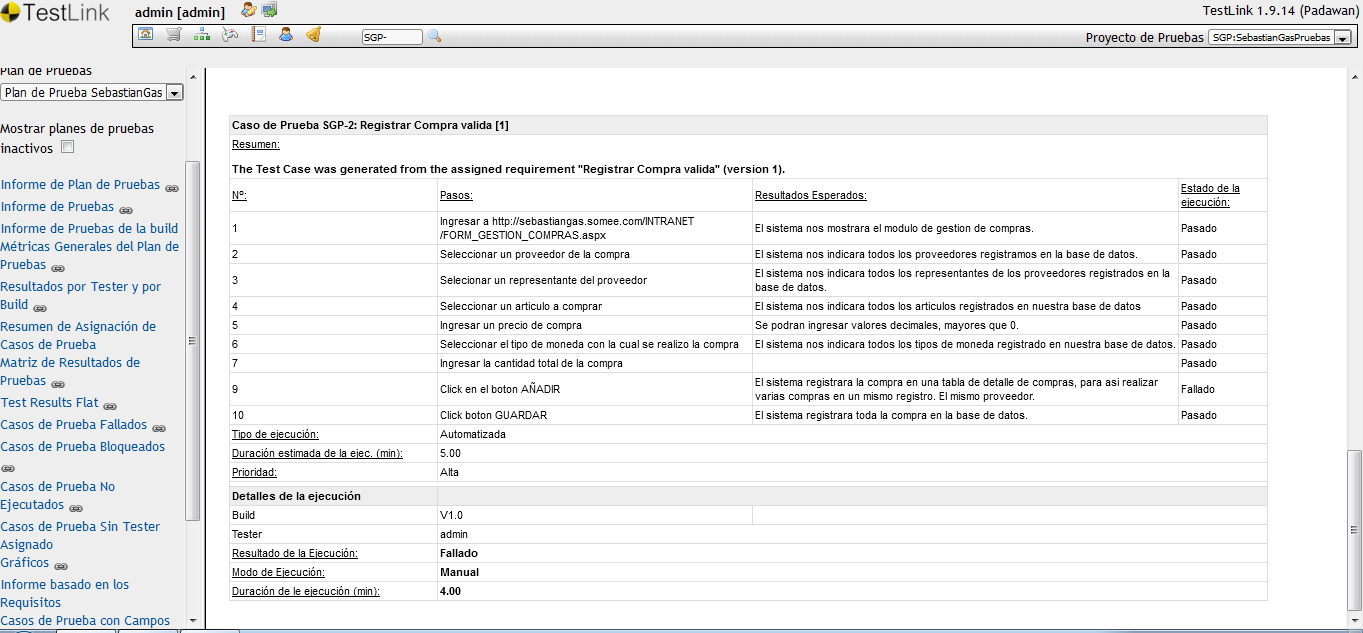 TestLink
admin [admin]
TestLink 1.9.14 (Padawan)
SGP-
Proyecto de Pruebas
SGP:SebastianGasPruebas
Plan de Pruebas
Plan de Prueba SebastianGas
Mostrar planes de pruebas
inactivos
Informe de Plan de Pruebas
Informe de Pruebas
Informe de Pruebas de la build
Métricas Generales del Plan de
Pruebas
Resultados por Tester y por
Build
Resumen de Asignación de
Casos de Prueba
Matriz de Resultados de
Pruebas
Test Results Flat
Casos de Prueba Fallados
Casos de Prueba Bloqueados
Casos de Prueba No
Ejecutados
Casos de Prueba Sin Tester
Asignado
Gráficos
Informe basado en los
Requisitos
Casos de Prueba con Campos
Caso de Prueba SGP-2: Registrar Compra valida [1]
Resumen:
The Test Case was generated from the assigned requirement "Registrar Compra valida" (version 1).
Nº:
Pasos:
Resultados Esperados:
Estado de la
ejecución:
1
Ingresar a http://sebastiangas.somee.com/INTRANET
/FORM_GESTION_COMPRAS.aspx
El sistema nos mostrara el modulo de gestion de compras.
Pasado
2
Seleccionar un proveedor de la compra
El sistema nos indicara todos los proveedores registramos en la base de datos.
Pasado
3
Selecionar un representante del proveedor
El sistema nos indicara todos los representantes de los proveedores registrados en la
base de datos.
Pasado
4
Seleccionar un articulo a comprar
El sistema nos indicara todos los articulos registrados en nuestra base de datos
Pasado
5
Ingresar un precio de compra
Se podran ingresar valores decimales, mayores que 0.
Pasado
6
Seleccionar el tipo de moneda con la cual se realizo la compra
El sistema nos indicara todos los tipos de moneda registrado en nuestra base de datos.
Pasado
7
Ingresar la cantidad total de la compra
Pasado
9
Click en el boton AÑADIR
El sistema registrara la compra en una tabla de detalle de compras, para asi realizar
varias compras en un mismo registro. El mismo proveedor.
Fallado
10
Click boton GUARDAR
El sistema registrara toda la compra en la base de datos.
Pasado
Tipo de ejecución:
Automatizada
Duración estimada de la ejec. (min):
5.00
Prioridad:
Alta
Detalles de la ejecución
Build
V1.0
Tester
admin
Resultado de la Ejecución:
Fallado
Modo de Ejecución:
Manual
Duración de le ejecución (min):
4.00